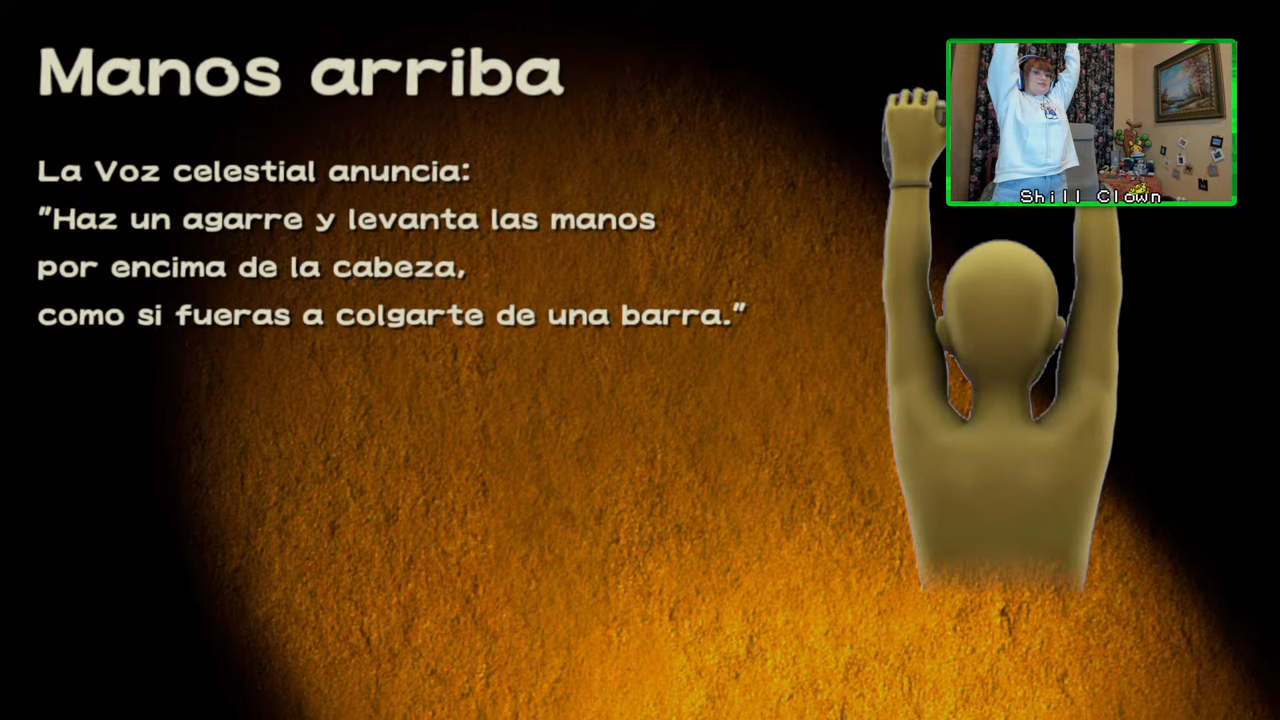 Manos arriba
La Voz celestial anuncia:
"Haz un agarre y levanta las manos
por encima de la cabeza,
como si fueras a colgarte de una barra."
Shill Clown